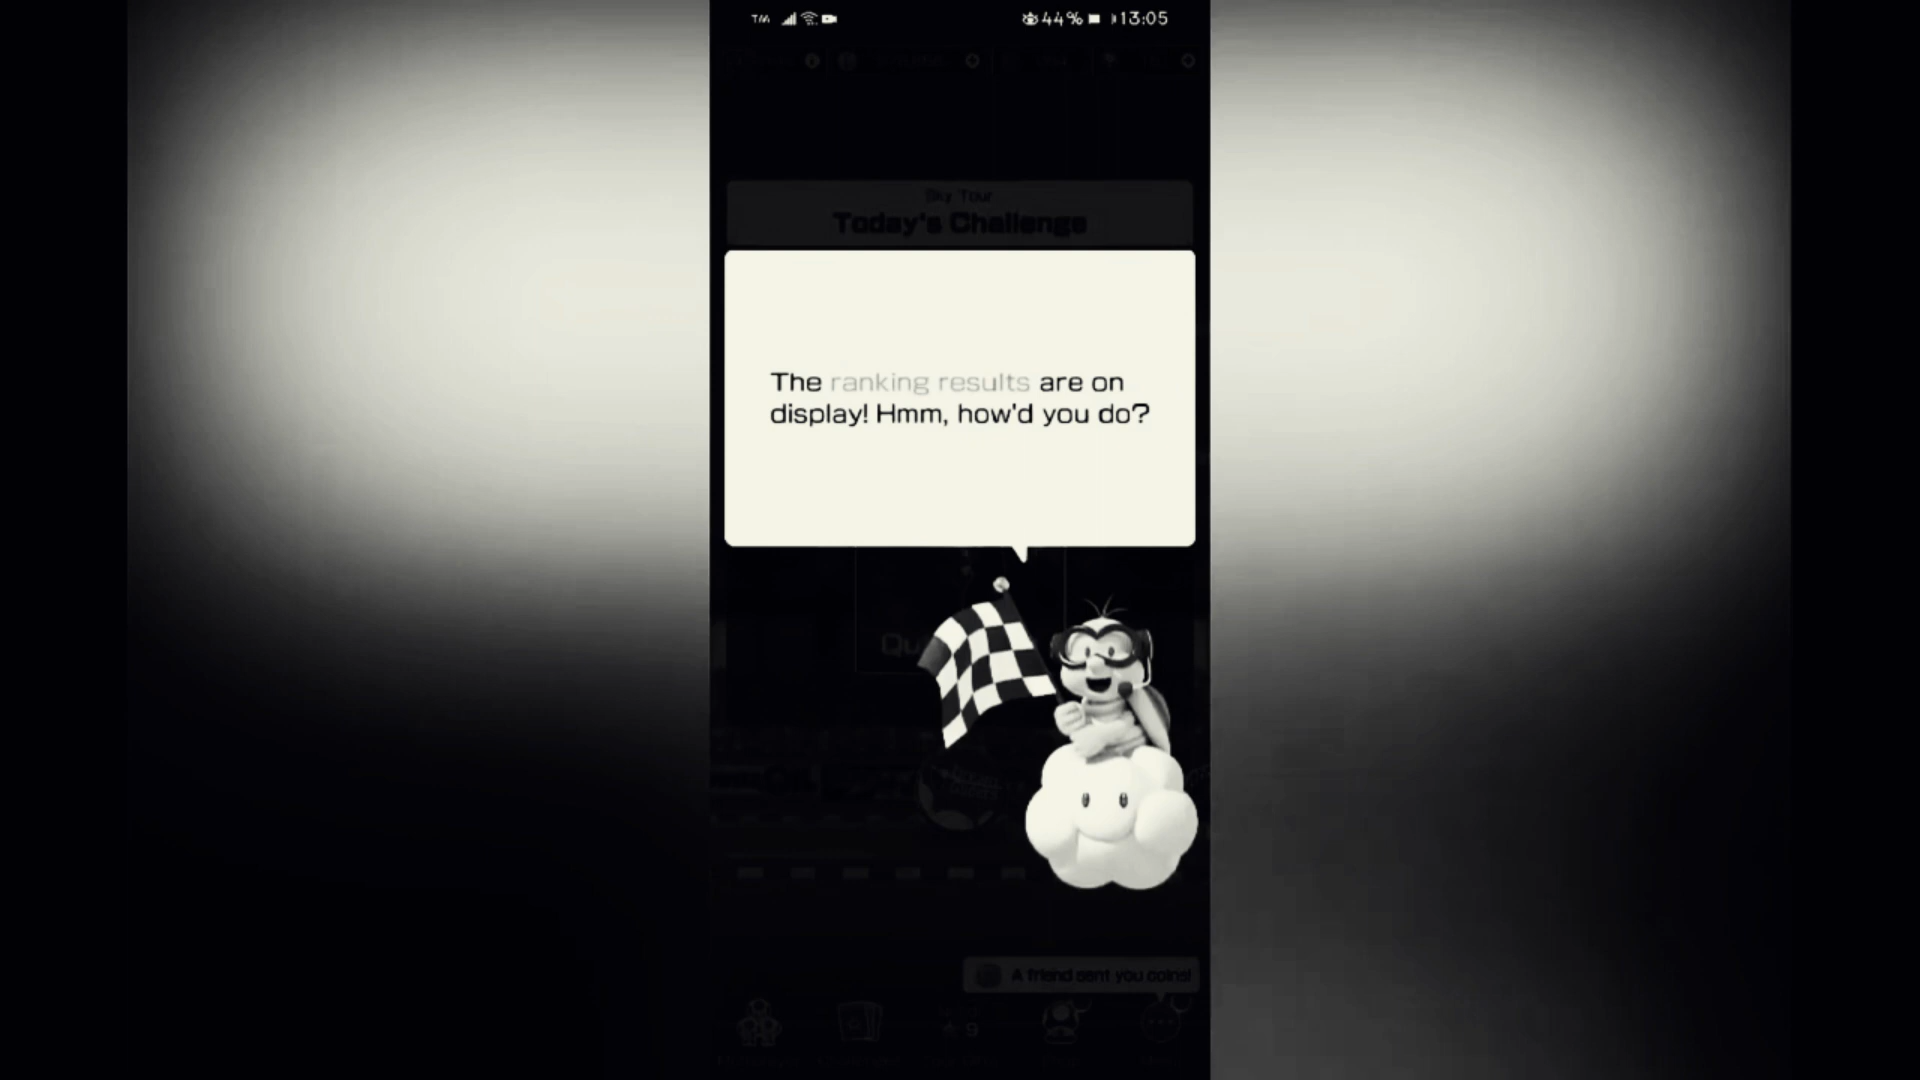 44% 13:05
Sky Tour
Today's Challenge
The ranking results are on
display! Hmm, how'd you do?
A friend sent you coins!